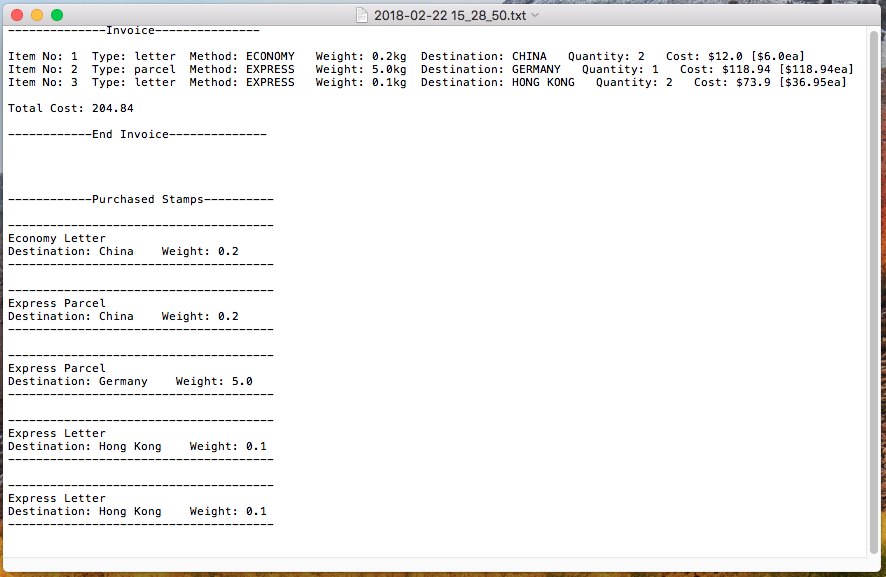 2018-02-22 15_28_50.txt
--------------Invoice---------------
Item No: 1  Type: letter  Method: ECONOMY   Weight: 0.2kg  Destination: CHINA   Quantity: 2   Cost: $12.0 [$6.0ea]
Item No: 2  Type: parcel  Method: EXPRESS   Weight: 5.0kg  Destination: GERMANY   Quantity: 1   Cost: $118.94 [$118.94ea]
Item No: 3  Type: letter  Method: EXPRESS   Weight: 0.1kg  Destination: HONG KONG   Quantity: 2   Cost: $73.9 [$36.95ea]
Total Cost: 204.84
------------End Invoice--------------
------------Purchased Stamps----------
--------------------------------------
Economy Letter
Destination: China    Weight: 0.2
--------------------------------------
--------------------------------------
Express Parcel
Destination: China    Weight: 0.2
--------------------------------------
--------------------------------------
Express Parcel
Destination: Germany    Weight: 5.0
--------------------------------------
--------------------------------------
Express Letter
Destination: Hong Kong    Weight: 0.1
--------------------------------------
--------------------------------------
Express Letter
Destination: Hong Kong    Weight: 0.1
--------------------------------------